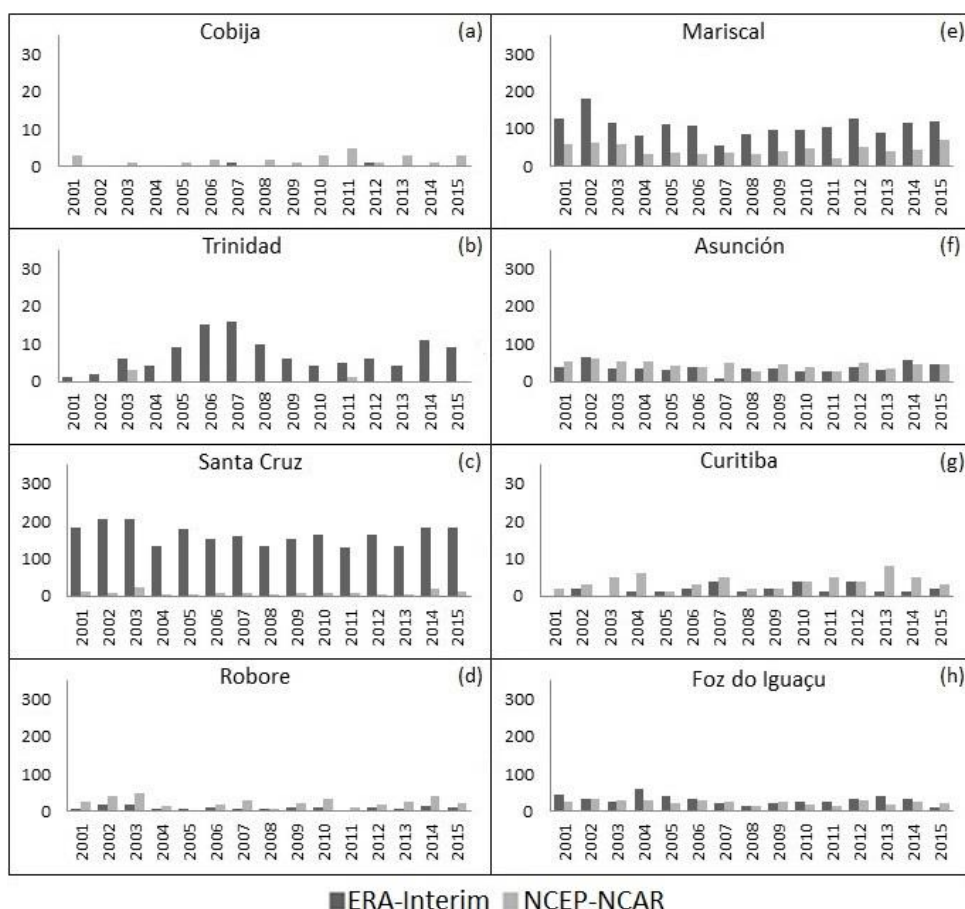 Cobija (a)
30
20
10
0
2001 2002 2003 2004 2005 2006 2007 2008 2009 2010 2011 2012 2013 2014 2015
Trinidad (b)
30
20
10
0
2001 2002 2003 2004 2005 2006 2007 2008 2009 2010 2011 2012 2013 2014 2015
Santa Cruz (c)
300
200
100
0
2001 2002 2003 2004 2005 2006 2007 2008 2009 2010 2011 2012 2013 2014 2015
Robore (d)
300
200
100
0
2001 2002 2003 2004 2005 2006 2007 2008 2009 2010 2011 2012 2013 2014 2015
Mariscal (e)
300
200
100
0
2001 2002 2003 2004 2005 2006 2007 2008 2009 2010 2011 2012 2013 2014 2015
Asunción (f)
300
200
100
0
2001 2002 2003 2004 2005 2006 2007 2008 2009 2010 2011 2012 2013 2014 2015
Curitiba (g)
30
20
10
0
2001 2002 2003 2004 2005 2006 2007 2008 2009 2010 2011 2012 2013 2014 2015
Foz do Iguaçu (h)
300
200
100
0
2001 2002 2003 2004 2005 2006 2007 2008 2009 2010 2011 2012 2013 2014 2015
ERA-Interim NCEP-NCAR